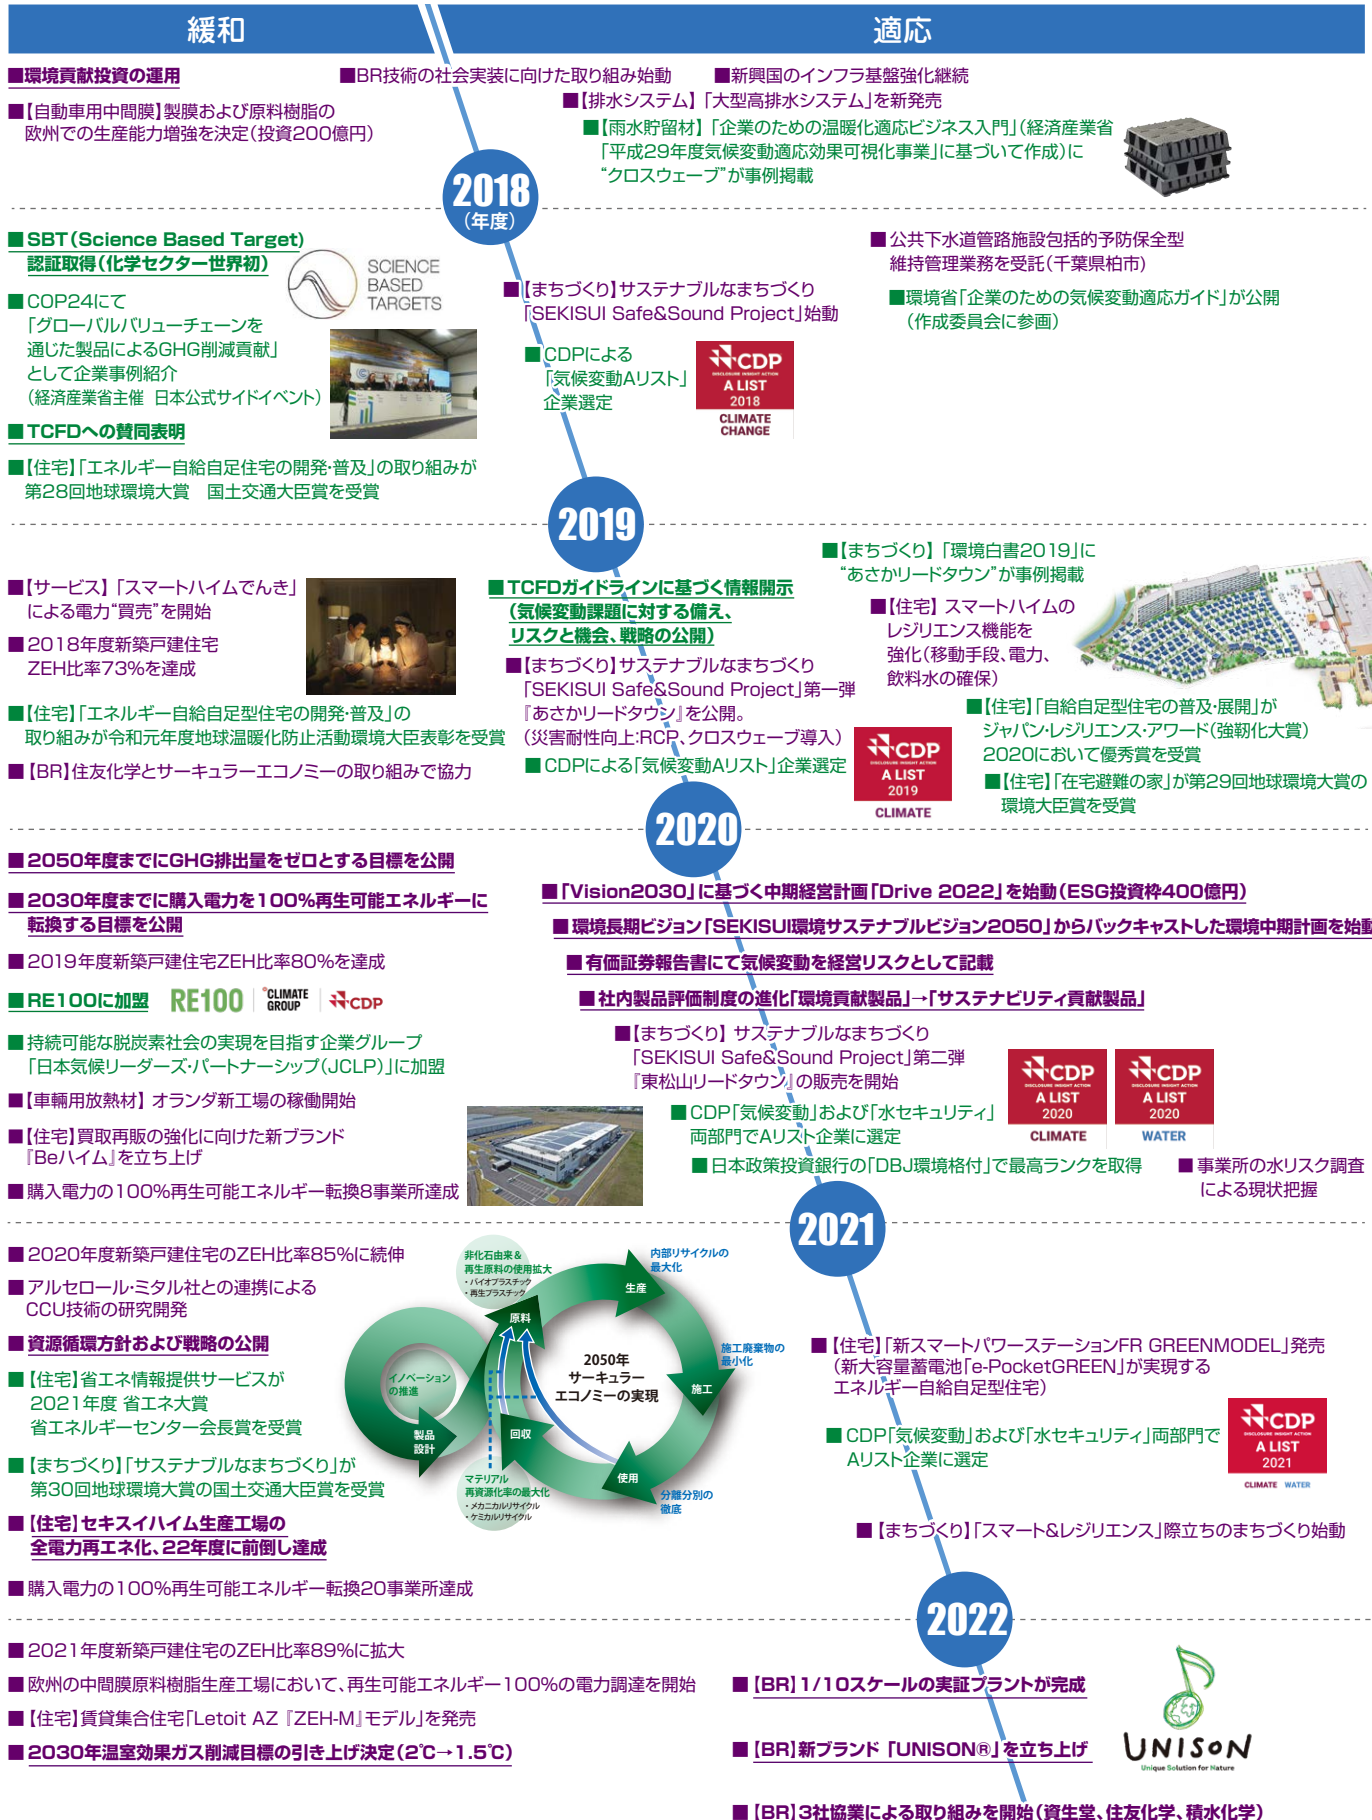 緩和
適応
■環境貢献投資の運用
■【自動車用中間膜】製膜および原料樹脂の
欧州での生産能力増強を決定(投資200億円)
■BR技術の社会実装に向けた取り組み始動
■新興国のインフラ基盤強化継続
■【排水システム】「大型高排水システム」を新発売
■【雨水貯留材】「企業のための温暖化適応ビジネス入門」(経済産業省
「平成29年度気候変動適応効果可視化事業」に基づいて作成)に
“クロスウェーブ”が事例掲載
2018
(年度)
■SBT(Science Based Target)
認証取得(化学セクター世界初)
SCIENCE
BASED
TARGETS
■COP24にて
「グローバルバリューチェーンを
通じた製品によるGHG削減貢献」
として企業事例紹介
(経済産業省主催 日本公式サイドイベント)
■TCFDへの賛同表明
■【住宅】「エネルギー自給自足住宅の開発・普及」の取り組みが
第28回地球環境大賞 国土交通大臣賞を受賞
■【まちづくり】サステナブルなまちづくり
「SEKISUI Safe&Sound Project」始動
■CDPによる
「気候変動Aリスト」
企業選定
CDP
DISCLOSURE INSIGHT ACTION
A LIST
2018
CLIMATE
CHANGE
■公共下水道管路施設包括的予防保全型
維持管理業務を受託(千葉県柏市)
■環境省「企業のための気候変動適応ガイド」が公開
(作成委員会に参画)
2019
■【サービス】「スマートハイムでんき」
による電力“買売”を開始
■2018年度新築戸建住宅
ZEH比率73%を達成
■【住宅】「エネルギー自給自足型住宅の開発・普及」の
取り組みが令和元年度地球温暖化防止活動環境大臣表彰を受賞
■【BR】住友化学とサーキュラーエコノミーの取り組みで協力
■TCFDガイドラインに基づく情報開示
(気候変動課題に対する備え、
リスクと機会、戦略の公開)
■【まちづくり】サステナブルなまちづくり
「SEKISUI Safe&Sound Project」第一弾
『あさかリードタウン』を公開。
(災害耐性向上:RCP、クロスウェーブ導入)
■CDPによる「気候変動Aリスト」企業選定
CDP
DISCLOSURE INSIGHT ACTION
A LIST
2019
CLIMATE
■【まちづくり】「環境白書2019」に
“あさかリードタウン”が事例掲載
■【住宅】スマートハイムの
レジリエンス機能を
強化(移動手段、電力、
飲料水の確保)
■【住宅】「自給自足型住宅の普及・展開」が
ジャパン・レジリエンス・アワード(強靭化大賞)
2020において優秀賞を受賞
■【住宅】「在宅避難の家」が第29回地球環境大賞の
環境大臣賞を受賞
2020
■2050年度までにGHG排出量をゼロとする目標を公開
■2030年度までに購入電力を100%再生可能エネルギーに
転換する目標を公開
■2019年度新築戸建住宅ZEH比率80%を達成
■RE100に加盟
RE100
°CLIMATE
GROUP
CDP
■持続可能な脱炭素社会の実現を目指す企業グループ
「日本気候リーダーズ・パートナーシップ(JCLP)」に加盟
■【車輛用放熱材】オランダ新工場の稼働開始
■【住宅】買取再販の強化に向けた新ブランド
『Beハイム』を立ち上げ
■購入電力の100%再生可能エネルギー転換8事業所達成
■「Vision2030」に基づく中期経営計画「Drive 2022」を始動(ESG投資枠400億円)
■環境長期ビジョン「SEKISUI環境サステナブルビジョン2050」からバックキャストした環境中期計画を始動
■有価証券報告書にて気候変動を経営リスクとして記載
■社内製品評価制度の進化「環境貢献製品」→「サステナビリティ貢献製品」
■【まちづくり】サステナブルなまちづくり
「SEKISUI Safe&Sound Project」第二弾
『東松山リードタウン』の販売を開始
■CDP「気候変動」および「水セキュリティ」
両部門でAリスト企業に選定
CDP
DISCLOSURE INSIGHT ACTION
A LIST
2020
CLIMATE
CDP
DISCLOSURE INSIGHT ACTION
A LIST
2020
WATER
■日本政策投資銀行の「DBJ環境格付」で最高ランクを取得
■事業所の水リスク調査
による現状把握
2021
■2020年度新築戸建住宅のZEH比率85%に続伸
■アルセロール・ミタル社との連携による
CCU技術の研究開発
■資源循環方針および戦略の公開
■【住宅】省エネ情報提供サービスが
2021年度 省エネ大賞
省エネルギーセンター会長賞を受賞
■【まちづくり】「サステナブルなまちづくり」が
第30回地球環境大賞の国土交通大臣賞を受賞
■【住宅】セキスイハイム生産工場の
全電力再エネ化、22年度に前倒し達成
■購入電力の100%再生可能エネルギー転換20事業所達成
非化石由来&
再生原料の使用拡大
・バイオプラスチック
・再生プラスチック
内部リサイクルの
最大化
生産
原料
施工廃棄物の
最小化
2050年
サーキュラー
エコノミーの実現
イノベーション
の推進
施工
製品
設計
回収
使用
マテリアル
再資源化率の最大化
・メカニカルリサイクル
・ケミカルリサイクル
分離分別の
徹底
■【住宅】「新スマートパワーステーションFR GREENMODEL」発売
(新大容量蓄電池「e-PocketGREEN」が実現する
エネルギー自給自足型住宅)
■CDP「気候変動」および「水セキュリティ」両部門で
Aリスト企業に選定
CDP
DISCLOSURE INSIGHT ACTION
A LIST
2021
CLIMATE WATER
■【まちづくり】「スマート&レジリエンス」際立ちのまちづくり始動
2022
■2021年度新築戸建住宅のZEH比率89%に拡大
■欧州の中間膜原料樹脂生産工場において、再生可能エネルギー100%の電力調達を開始
■【住宅】賃貸集合住宅「Letoit AZ 『ZEH-M』モデル」を発売
■2030年温室効果ガス削減目標の引き上げ決定(2℃→1.5℃)
■【BR】1/10スケールの実証プラントが完成
■【BR】新ブランド「UNISON®」を立ち上げ
UNISON
Unique Solution for Nature
■【BR】3社協業による取り組みを開始(資生堂、住友化学、積水化学)